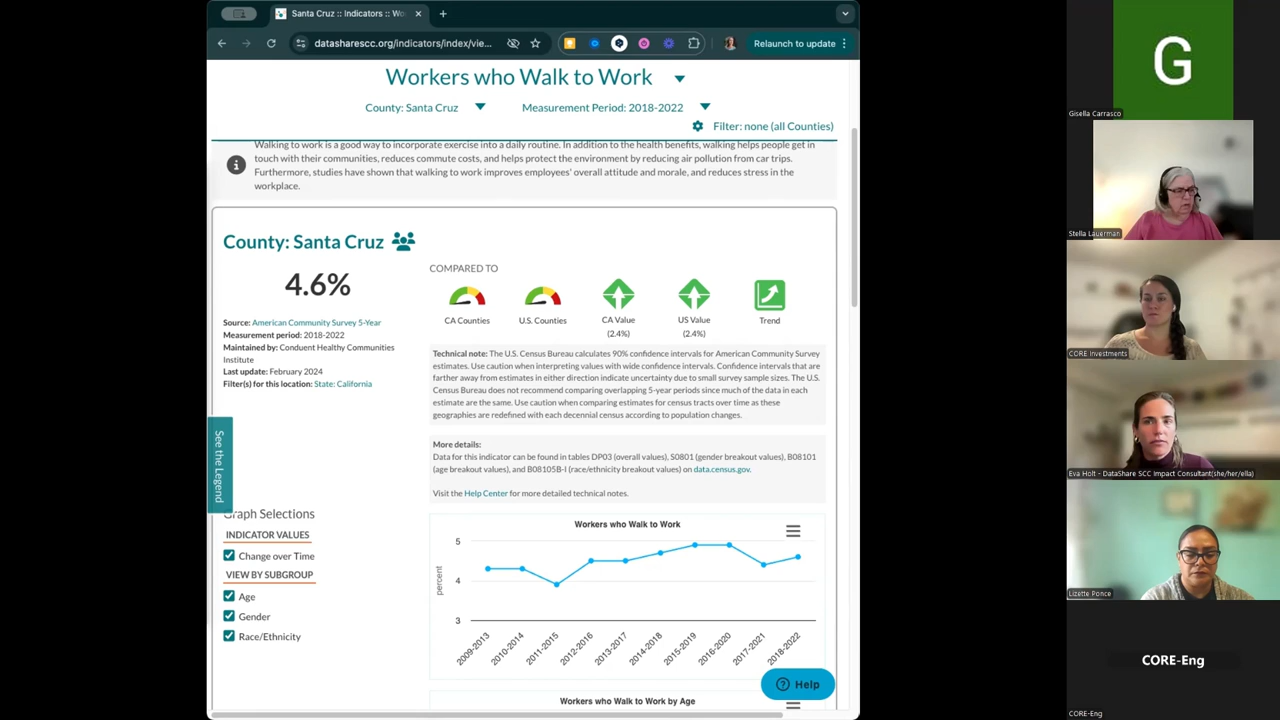 Santa Cruz :: Indicators :: Wo
datasharescc.org/indicators/index/vie...
Relaunch to update
Workers who Walk to Work
County: Santa Cruz
Measurement Period: 2018-2022
Filter: none (all Counties)
Walking to work is a good way to incorporate exercise into a daily routine. In addition to the health benefits, walking helps people get in
touch with their communities, reduces commute costs, and helps protect the environment by reducing air pollution from car trips.
Furthermore, studies have shown that walking to work improves employees' overall attitude and morale, and reduces stress in the
workplace.
County: Santa Cruz
4.6%
Source: American Community Survey 5-Year
Measurement period: 2018-2022
Maintained by: Conduent Healthy Communities
Institute
Last update: February 2024
Filter(s) for this location: State: California
COMPARED TO
CA Counties
U.S. Counties
CA Value
(2.4%)
US Value
(2.4%)
Trend
Technical note: The U.S. Census Bureau calculates 90% confidence intervals for American Community Survey
estimates. Use caution when interpreting values with wide confidence intervals. Confidence intervals that are
farther away from estimates in either direction indicate uncertainty due to small survey sample sizes. The U.S.
Census Bureau does not recommend comparing overlapping 5-year periods since much of the data in each
estimate are the same. Use caution when comparing estimates for census tracts over time as these
geographies are redefined with each decennial census according to population changes.
More details:
Data for this indicator can be found in tables DP03 (overall values), S0801 (gender breakout values), B08101
(age breakout values), and B08105B-I (race/ethnicity breakout values) on data.census.gov.
Visit the Help Center for more detailed technical notes.
See the Legend
Graph Selections
INDICATOR VALUES
Change over Time
VIEW BY SUBGROUP
Age
Gender
Race/Ethnicity
Workers who Walk to Work
percent
5
4
3
2009-2013
2010-2014
2011-2015
2012-2016
2013-2017
2014-2018
2015-2019
2016-2020
2017-2021
2018-2022
Workers who Walk to Work by Age
Help
G
Gisella Carrasco
Stella Lauerman
CORE Investments
Eva Holt - DataShare SCC Impact Consultant(she/her/ella)
Lizette Ponce
CORE-Eng
CORE-Eng